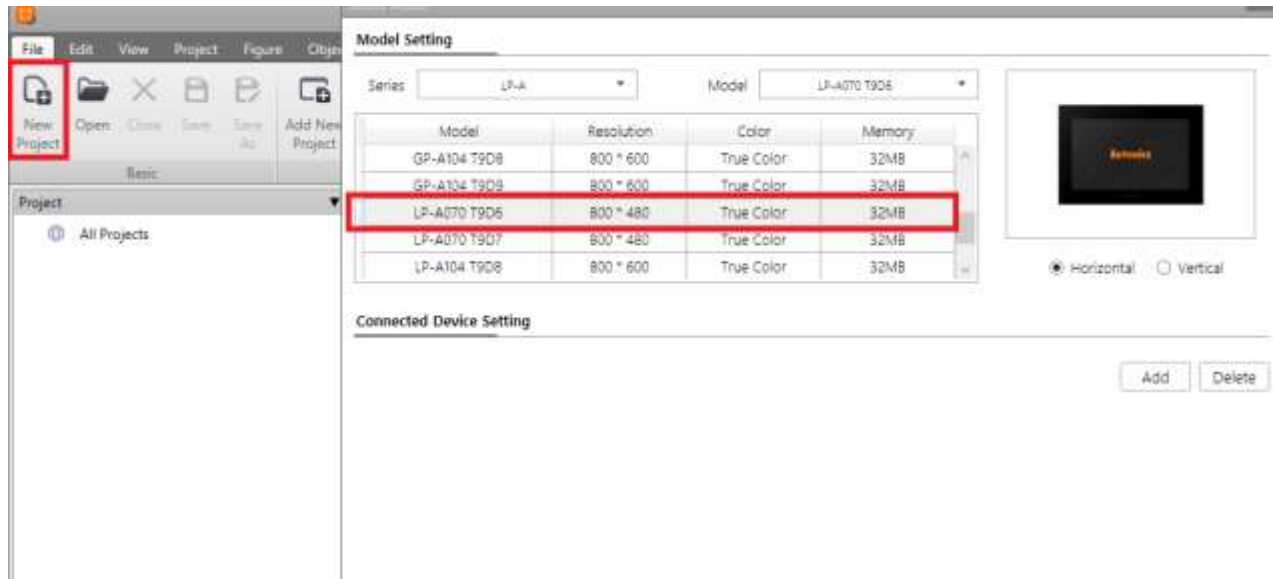 File Edit View Project Figure
New Project
Open
Close
Save
Save As
Add New Project
Basic
Project
All Projects
Model Setting
Series LP-A Model LP-A070 T9D6
Model Resolution Color Memory
GP-A104 T9D8 800 * 600 True Color 32MB
GP-A104 T9D9 800 * 600 True Color 32MB
LP-A070 T9D6 800 * 480 True Color 32MB
LP-A070 T9D7 800 * 480 True Color 32MB
LP-A104 T9D8 800 * 600 True Color 32MB
Autonics
Horizontal Vertical
Connected Device Setting
Add Delete